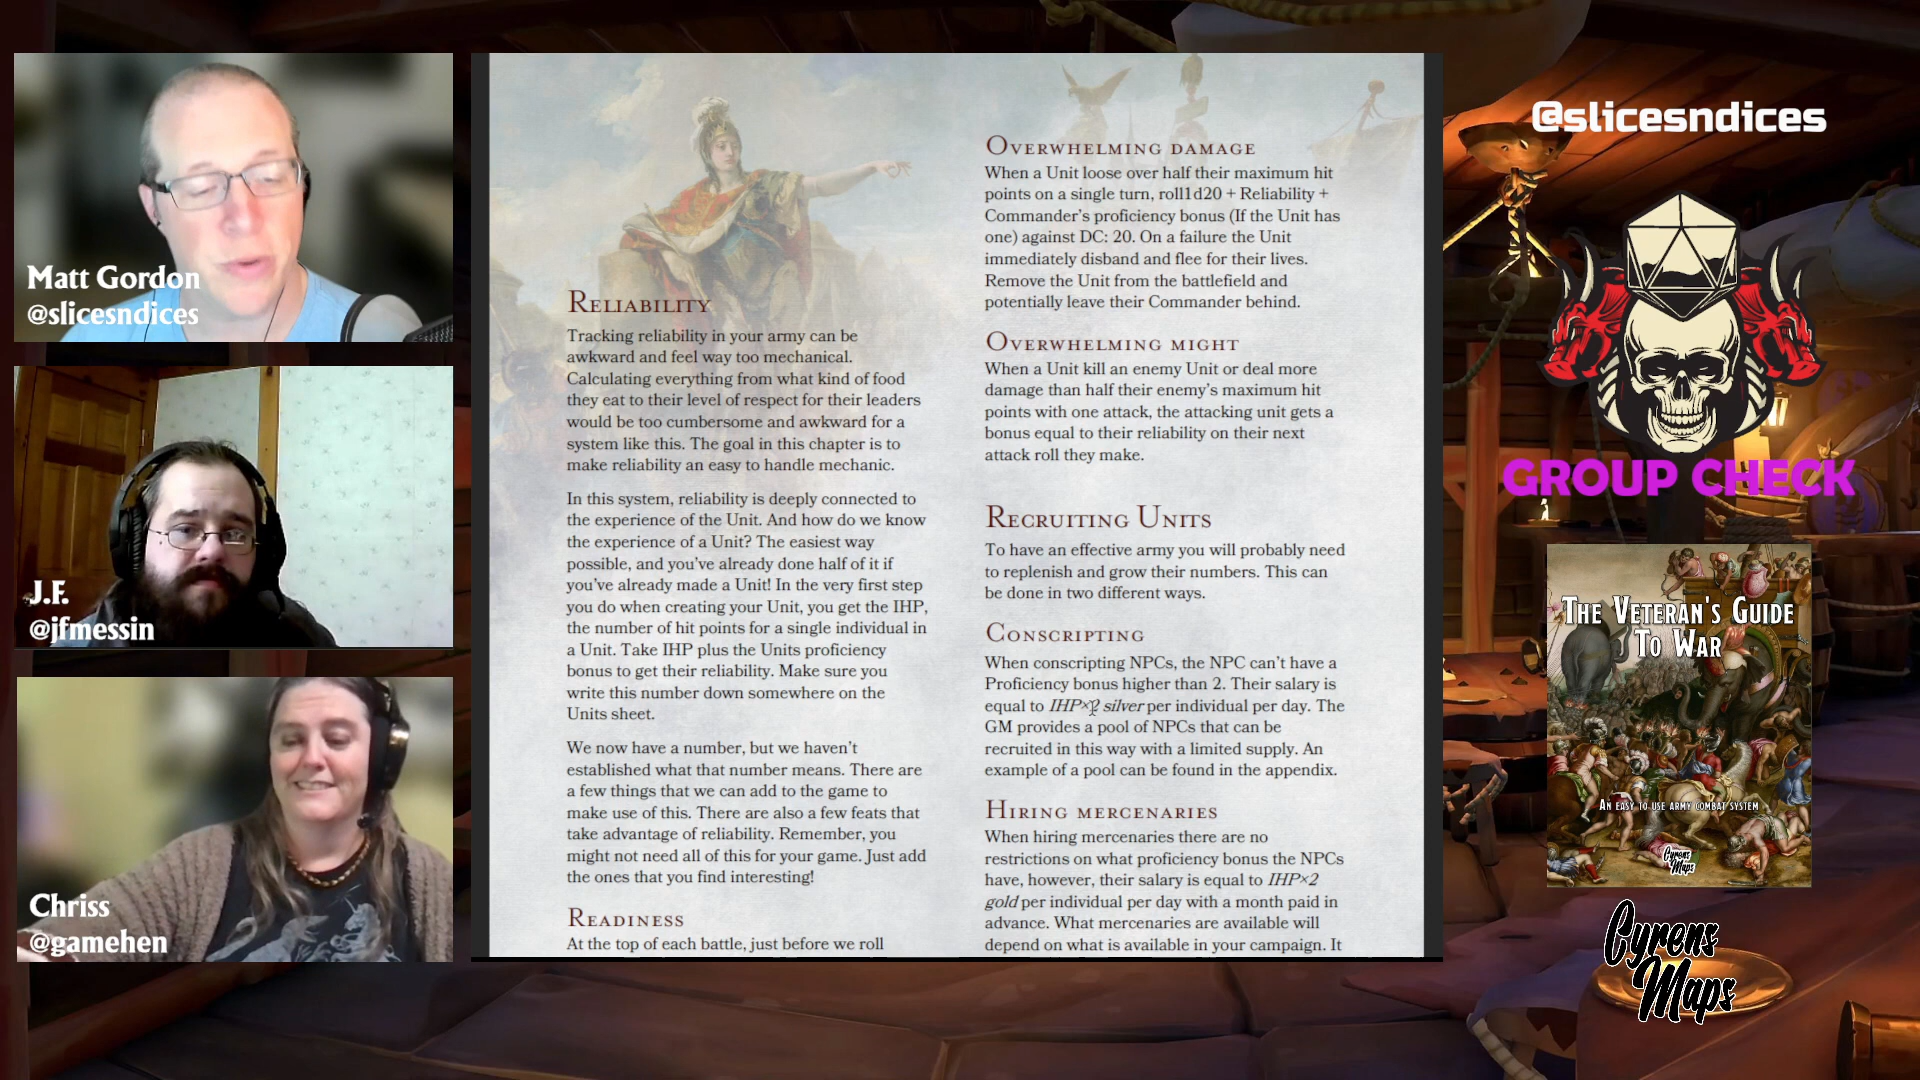 Matt Gordon
@slicesndices
J.F.
@jfmessin
Chriss
@gamehen
RELIABILITY
Tracking reliability in your army can be
awkward and feel way too mechanical.
Calculating everything from what kind of food
they eat to their level of respect for their leaders
would be too cumbersome and awkward for a
system like this. The goal in this chapter is to
make reliability an easy to handle mechanic.
In this system, reliability is deeply connected to
the experience of the Unit. And how do we know
the experience of a Unit? The easiest way
possible, and you've already done half of it if
you've already made a Unit! In the very first step
you do when creating your Unit, you get the IHP,
the number of hit points for a single individual in
a Unit. Take IHP plus the Units proficiency
bonus to get their reliability. Make sure you
write this number down somewhere on the
Units sheet.
We now have a number, but we haven't
established what that number means. There are
a few things that we can add to the game to
make use of this. There are also a few feats that
take advantage of reliability. Remember, you
might not need all of this for your game. Just add
the ones that you find interesting!
READINESS
At the top of each battle, just before we roll
OVERWHELMING DAMAGE
When a Unit loose over half their maximum hit
points on a single turn, roll1d20 + Reliability +
Commander's proficiency bonus (If the Unit has
one) against DC: 20. On a failure the Unit
immediately disband and flee for their lives.
Remove the Unit from the battlefield and
potentially leave their Commander behind.
OVERWHELMING MIGHT
When a Unit kill an enemy Unit or deal more
damage than half their enemy's maximum hit
points with one attack, the attacking unit gets a
bonus equal to their reliability on their next
attack roll they make.
RECRUITING UNITS
To have an effective army you will probably need
to replenish and grow their numbers. This can
be done in two different ways.
CONSCRIPTING
When conscripting NPCs, the NPC can't have a
Proficiency bonus higher than 2. Their salary is
equal to IHP×2 silver per individual per day. The
GM provides a pool of NPCs that can be
recruited in this way with a limited supply. An
example of a pool can be found in the appendix.
HIRING MERCENARIES
When hiring mercenaries there are no
restrictions on what proficiency bonus the NPCs
have, however, their salary is equal to IHP×2
gold per individual per day with a month paid in
advance. What mercenaries are available will
depend on what is available in your campaign. It
@slicesndices
GROUP CHECK
THE VETERAN'S GUIDE
TO WAR
AN EASY TO USE ARMY COMBAT SYSTEM
Cyrens
Maps
Cyrens
Maps